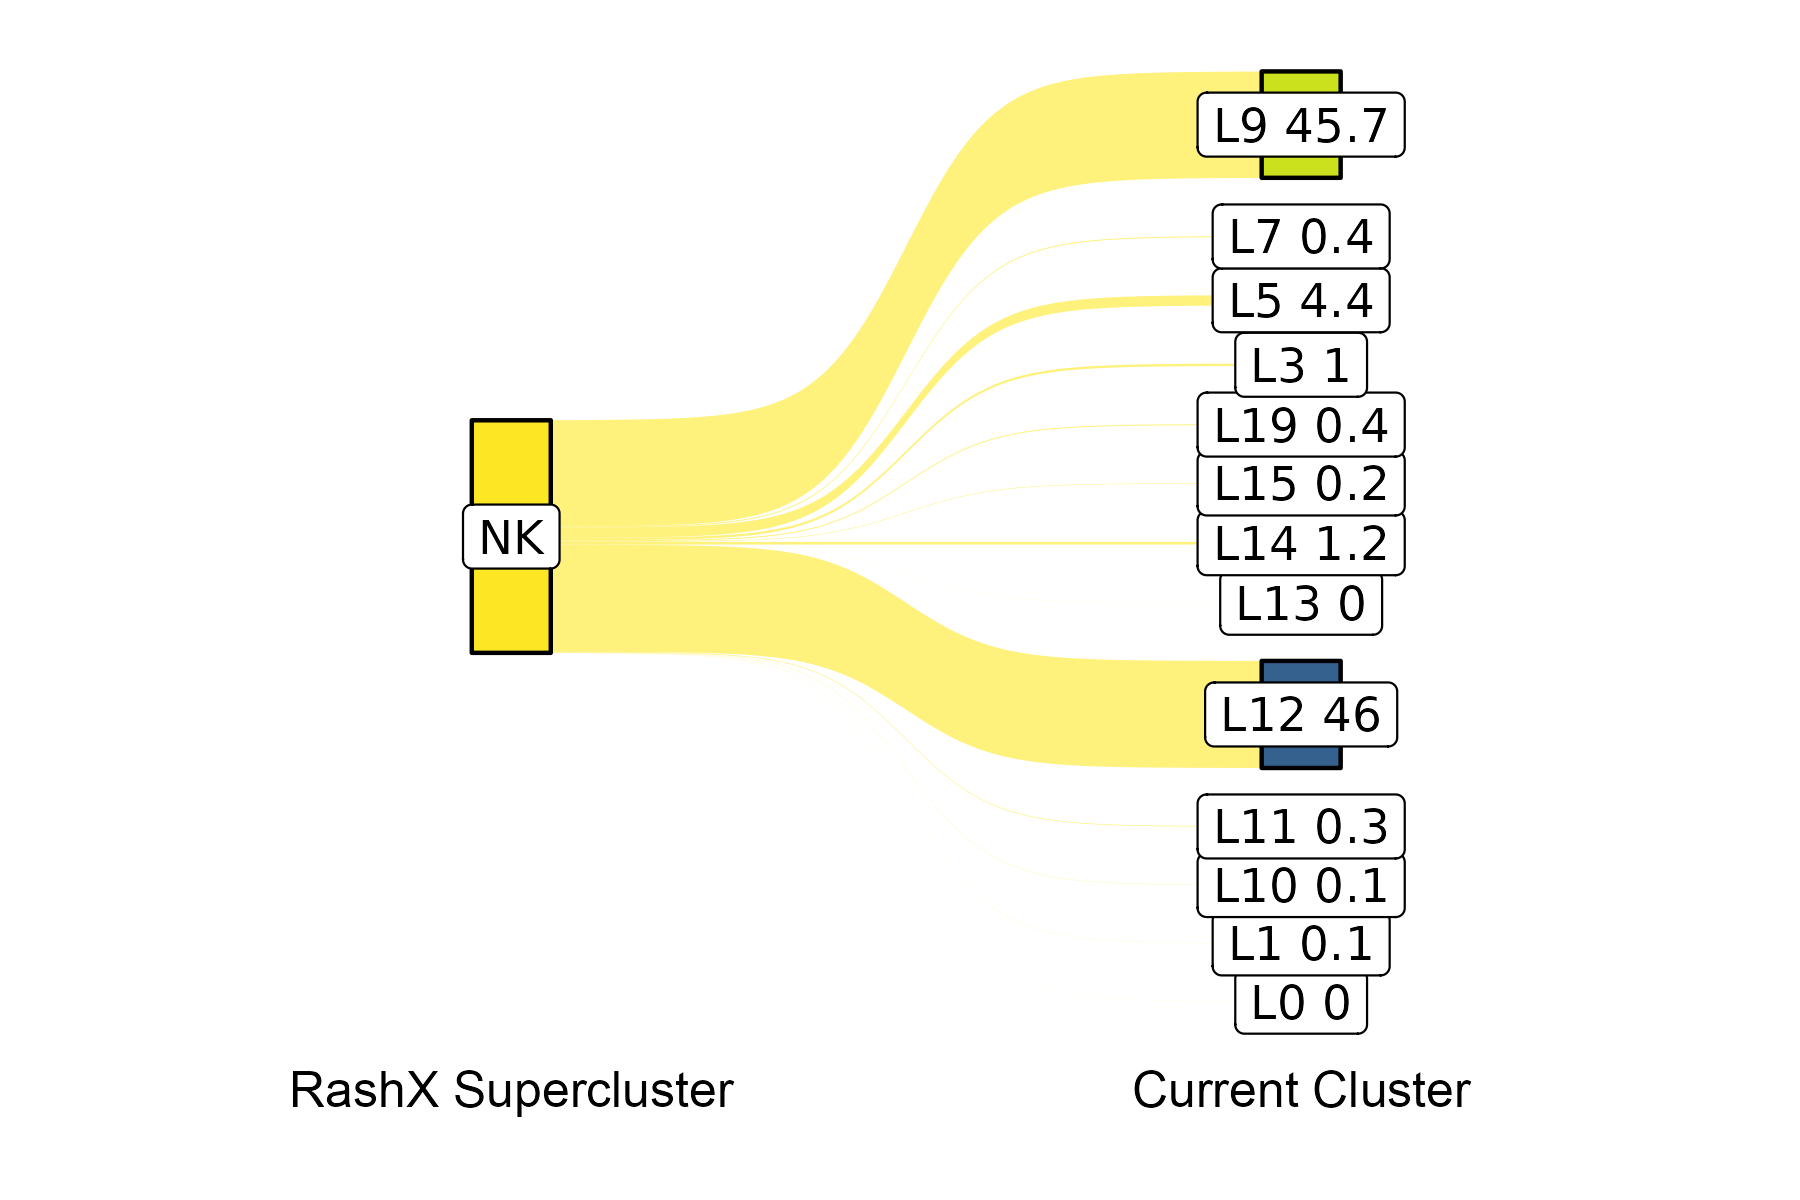 L9 45.7
L7 0.4
L5 4.4
L3 1
L19 0.4
L15 0.2
NK
L14 1.2
L13 0
L12 46
L11 0.3
L10 0.1
L1 0.1
L0 0
RashX Supercluster
Current Cluster